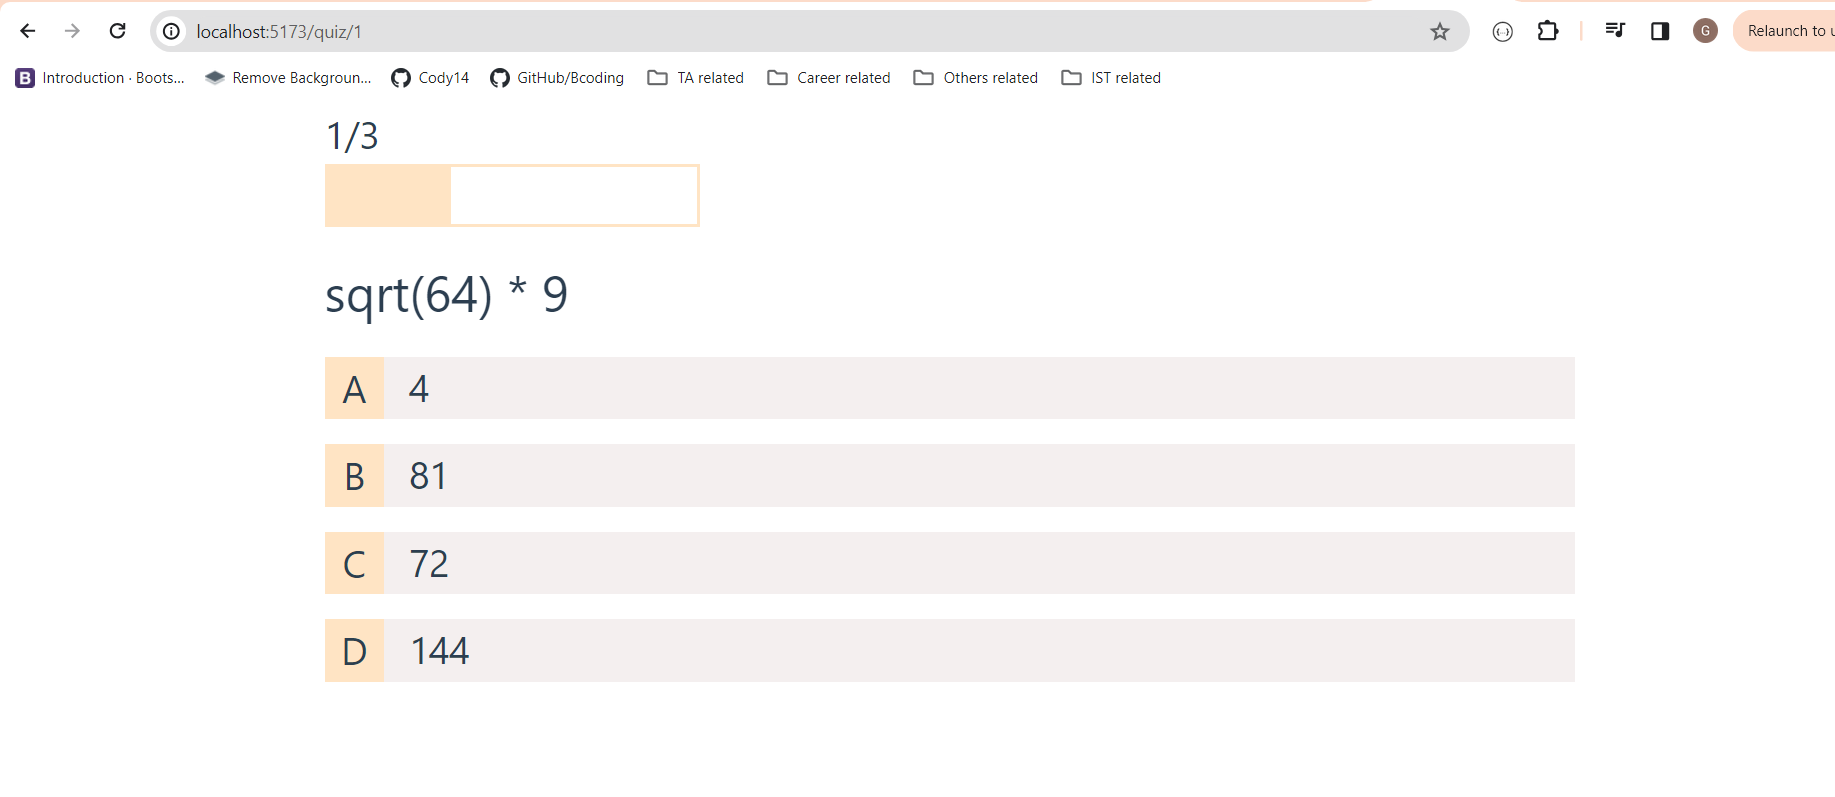 localhost:5173/quiz/1
G
Relaunch to
B Introduction · Boots... Remove Backgroun... Cody14 GitHub/Bcoding TA related Career related Others related IST related
1/3
sqrt(64) * 9
A 4
B 81
C 72
D 144